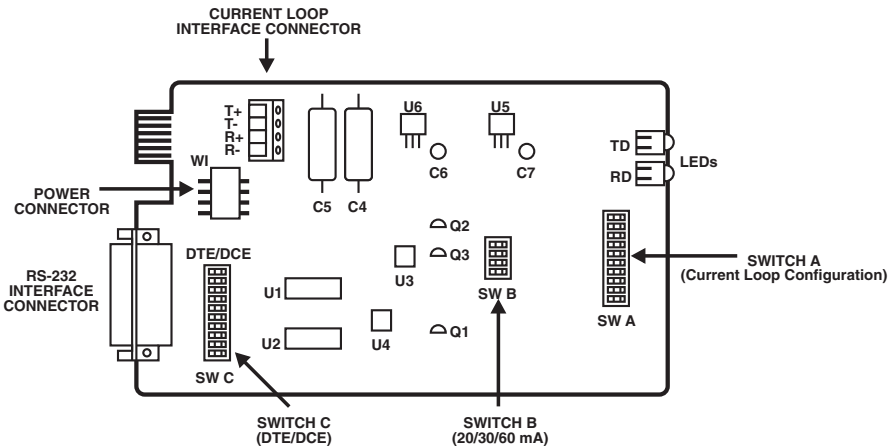 CURRENT LOOP
INTERFACE CONNECTOR
T+
T-
R+
R-
U6
U5
C6
C7
TD
RD
LEDs
WI
POWER
CONNECTOR
C5
C4
Q2
Q3
DTE/DCE
RS-232
INTERFACE
CONNECTOR
U1
U2
U3
U4
SW B
Q1
SW A
SWITCH A
(Current Loop Configuration)
SW C
SWITCH C
(DTE/DCE)
SWITCH B
(20/30/60 mA)